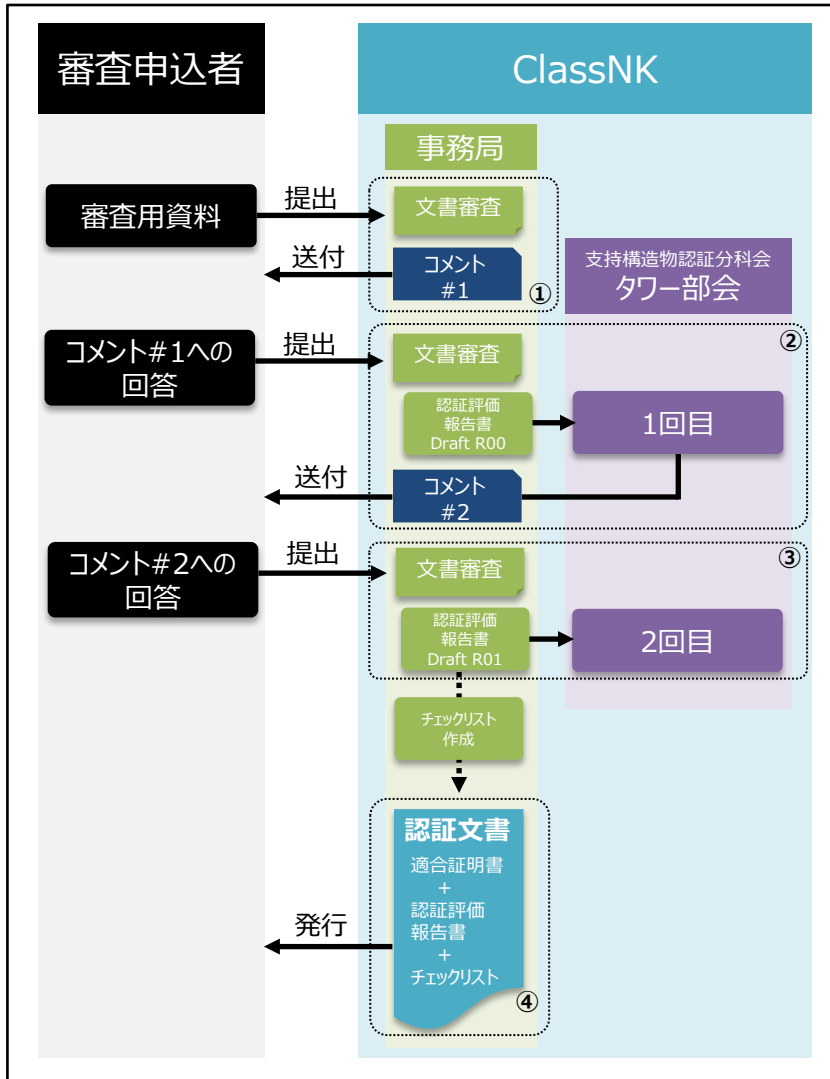 審査申込者
ClassNK
事務局
審査用資料
提出
文書審査
送付
コメント
#1
①
支持構造物認証分科会
タワー部会
コメント#1への
回答
提出
文書審査
②
認証評価
報告書
Draft R00
1回目
送付
コメント
#2
コメント#2への
回答
提出
文書審査
③
認証評価
報告書
Draft R01
2回目
チェックリスト
作成
認証文書
適合証明書
+
認証評価
報告書
+
チェックリスト
発行
④